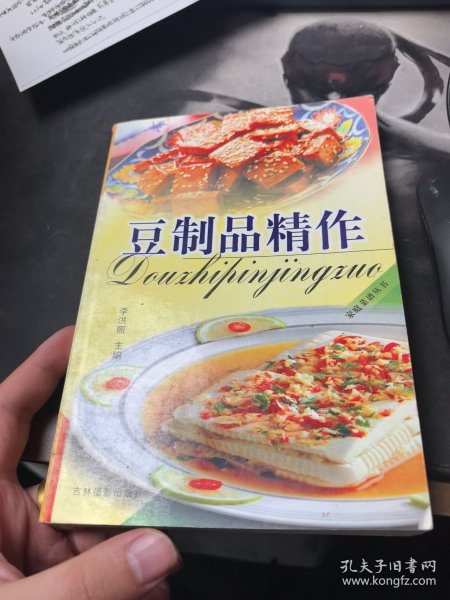 豆制品精作
Douzhipinjingzuo
家庭菜谱丛书
李洪丽 主编
吉林摄影出版社
孔夫子旧书网
www.kongfz.com